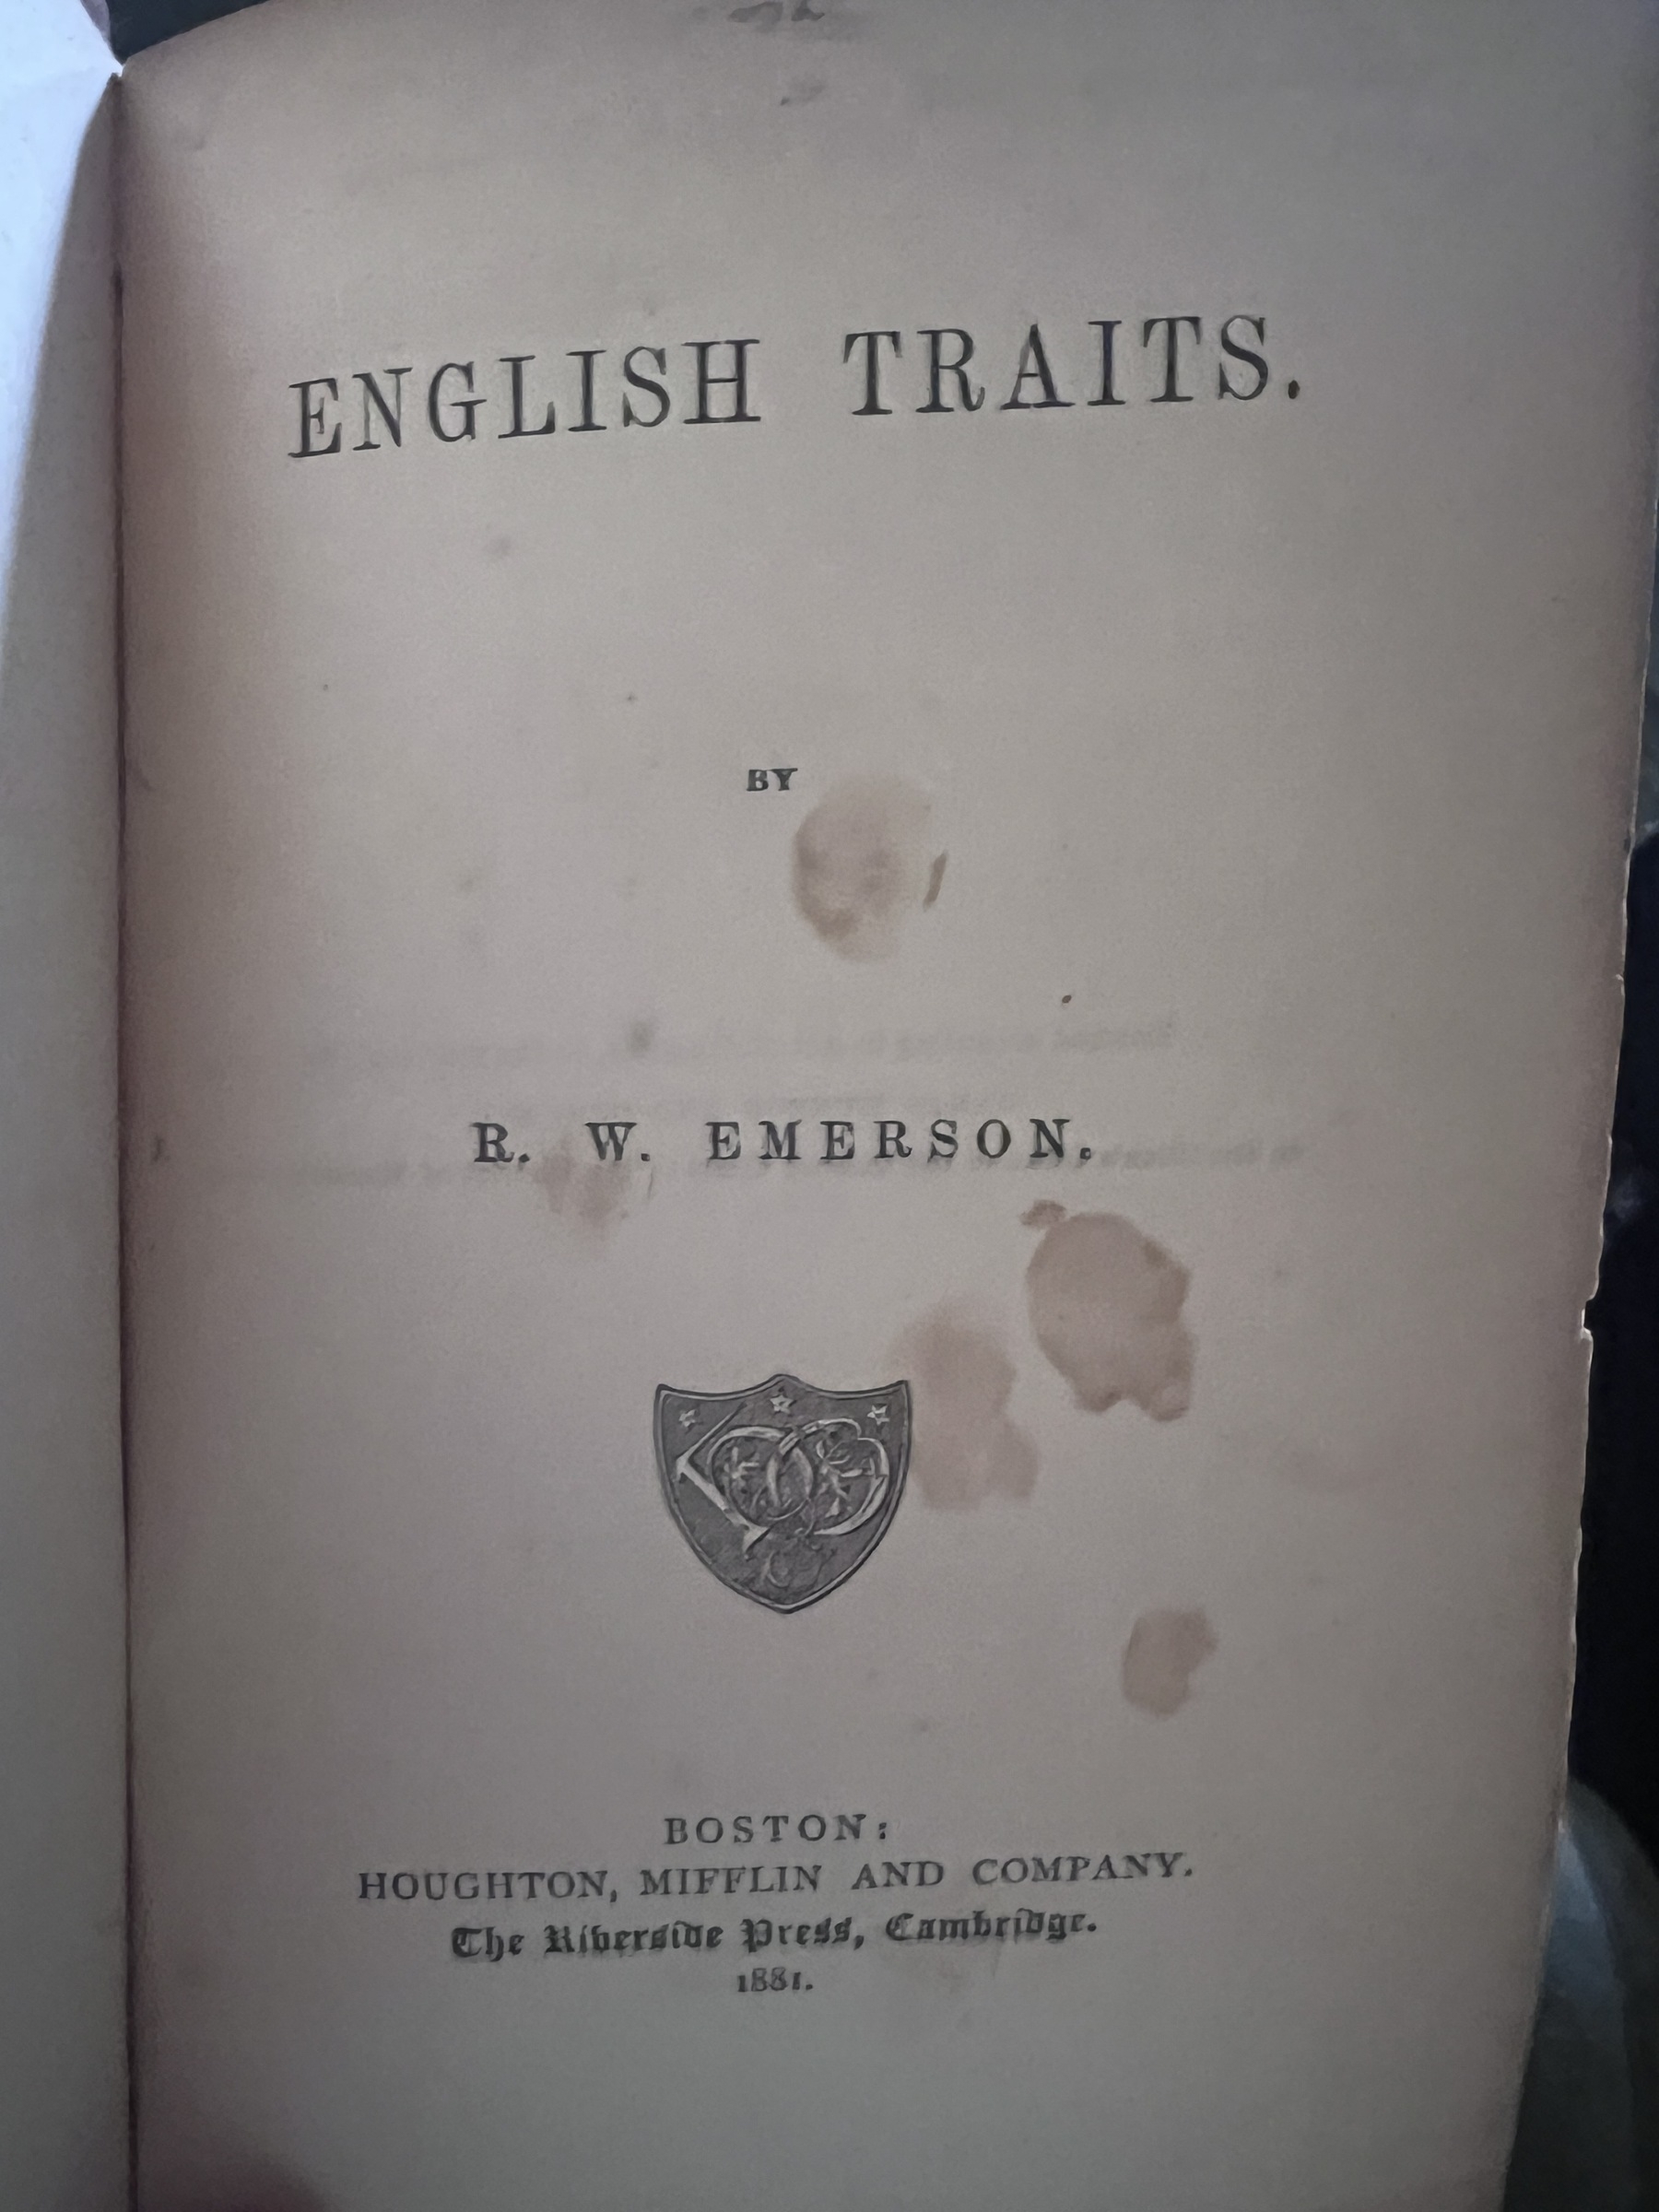 ENGLISH TRAITS.
BY
R. W. EMERSON.
BOSTON:
HOUGHTON, MIFFLIN AND COMPANY.
The Riverside Press, Cambridge.
1881.